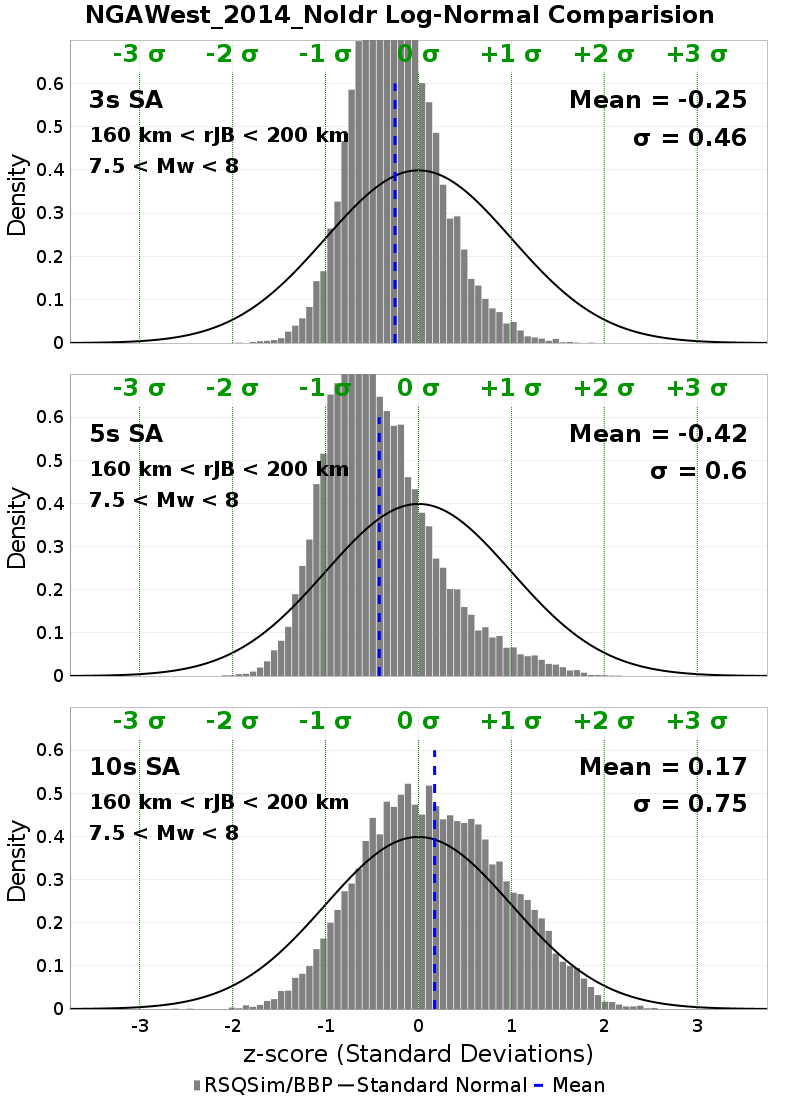 NGAWest_2014_NoIdr Log-Normal Comparision
-3 σ -2 σ -1 σ 0 σ +1 σ +2 σ +3 σ
3s SA
Mean = -0.25
160 km < rJB < 200 km
σ = 0.46
7.5 < Mw < 8
0.6
0.5
0.4
0.3
0.2
0.1
0
Density
-3 σ -2 σ -1 σ 0 σ +1 σ +2 σ +3 σ
5s SA
Mean = -0.42
160 km < rJB < 200 km
σ = 0.6
7.5 < Mw < 8
0.6
0.5
0.4
0.3
0.2
0.1
0
Density
-3 σ -2 σ -1 σ 0 σ +1 σ +2 σ +3 σ
10s SA
Mean = 0.17
160 km < rJB < 200 km
σ = 0.75
7.5 < Mw < 8
0.6
0.5
0.4
0.3
0.2
0.1
0
Density
-3 -2 -1 0 1 2 3
z-score (Standard Deviations)
RSQSim/BBP Standard Normal Mean